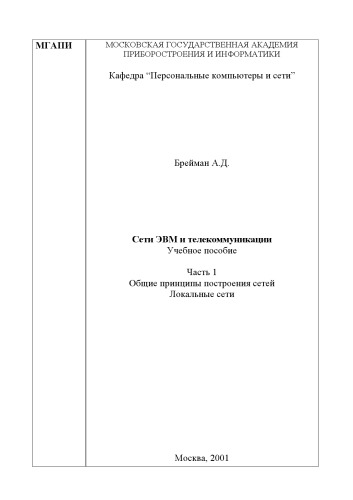 МГАПИ
МОСКОВСКАЯ ГОСУДАРСТВЕННАЯ АКАДЕМИЯ
ПРИБОРОСТРОЕНИЯ И ИНФОРМАТИКИ
Кафедра “Персональные компьютеры и сети”
Брейман А.Д.
Сети ЭВМ и телекоммуникации
Учебное пособие
Часть 1
Общие принципы построения сетей
Локальные сети
Москва, 2001